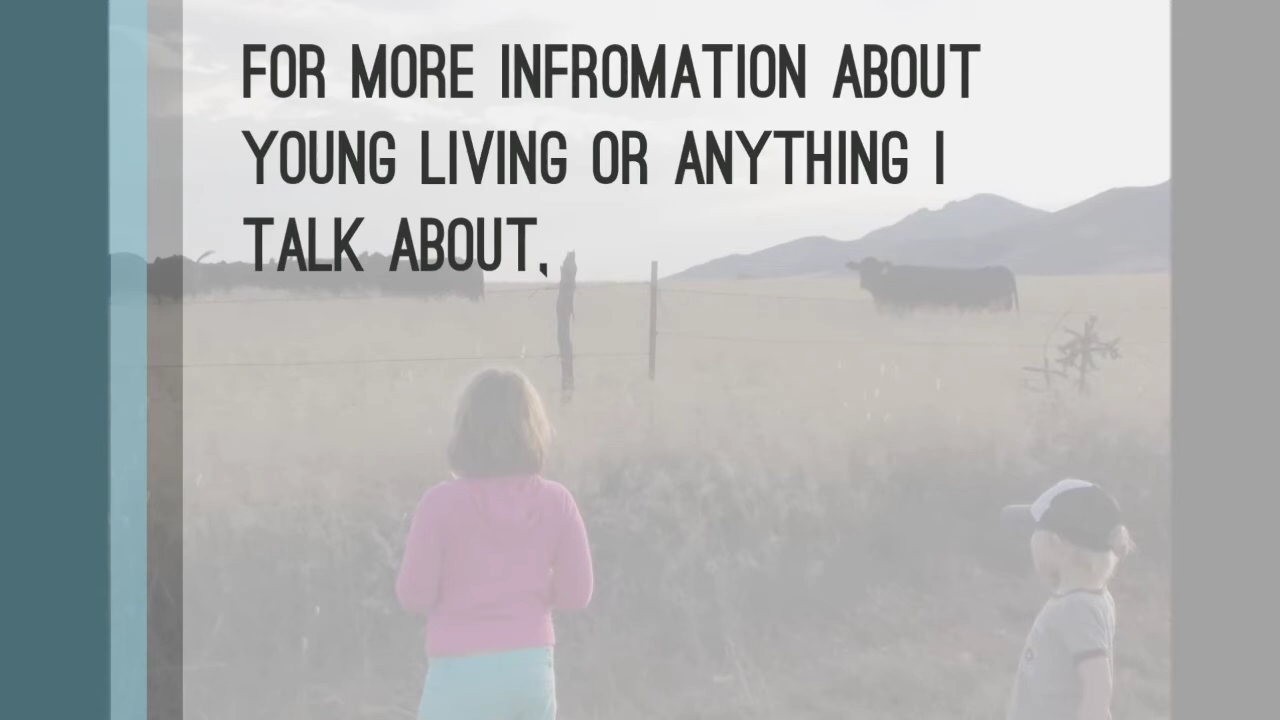 FOR MORE INFROMATION ABOUT
YOUNG LIVING OR ANYTHING I
TALK ABOUT,